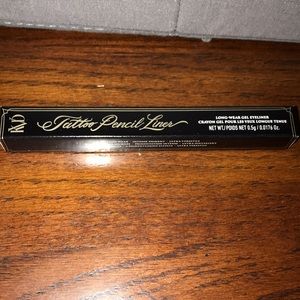 KVD
Tattoo Pencil Liner
LONG-WEAR GEL EYELINER
CRAYON GEL POUR LES YEUX LONGUE TENUE
NET WT./POIDS NET 0.5g / 0.0176 Oz.